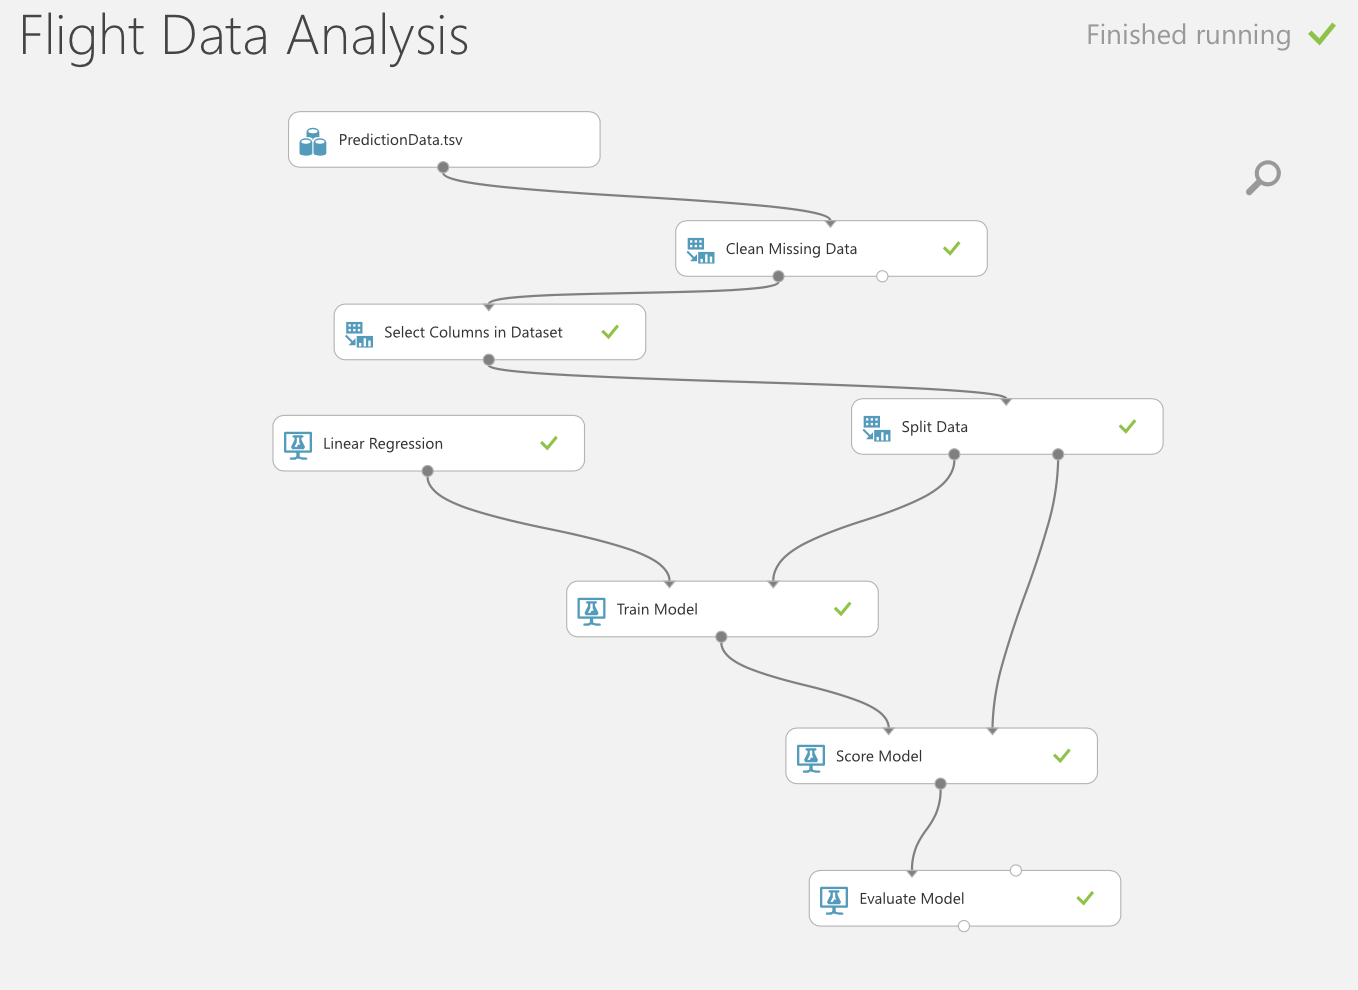 Flight Data Analysis
Finished running
PredictionData.tsv
Clean Missing Data
Select Columns in Dataset
Split Data
Linear Regression
Train Model
Score Model
Evaluate Model